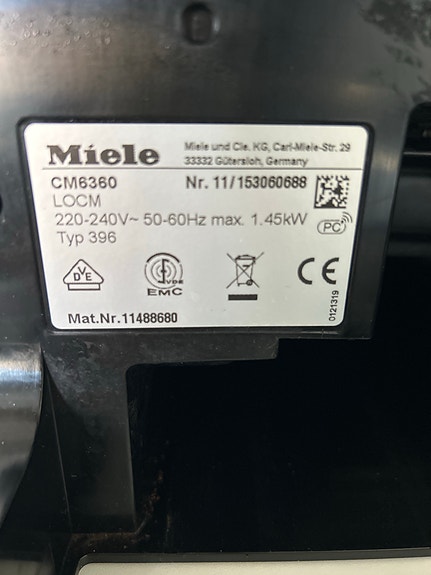 Miele
Miele und Cie. KG, Carl-Miele-Str. 29
33332 Gütersloh, Germany
CM6360
Nr. 11/153060688
LOCM
220-240V~ 50-60Hz max. 1.45kW
Typ 396
PC
VDE
VDE
EMC
CE
Mat.Nr.11488680
0121319